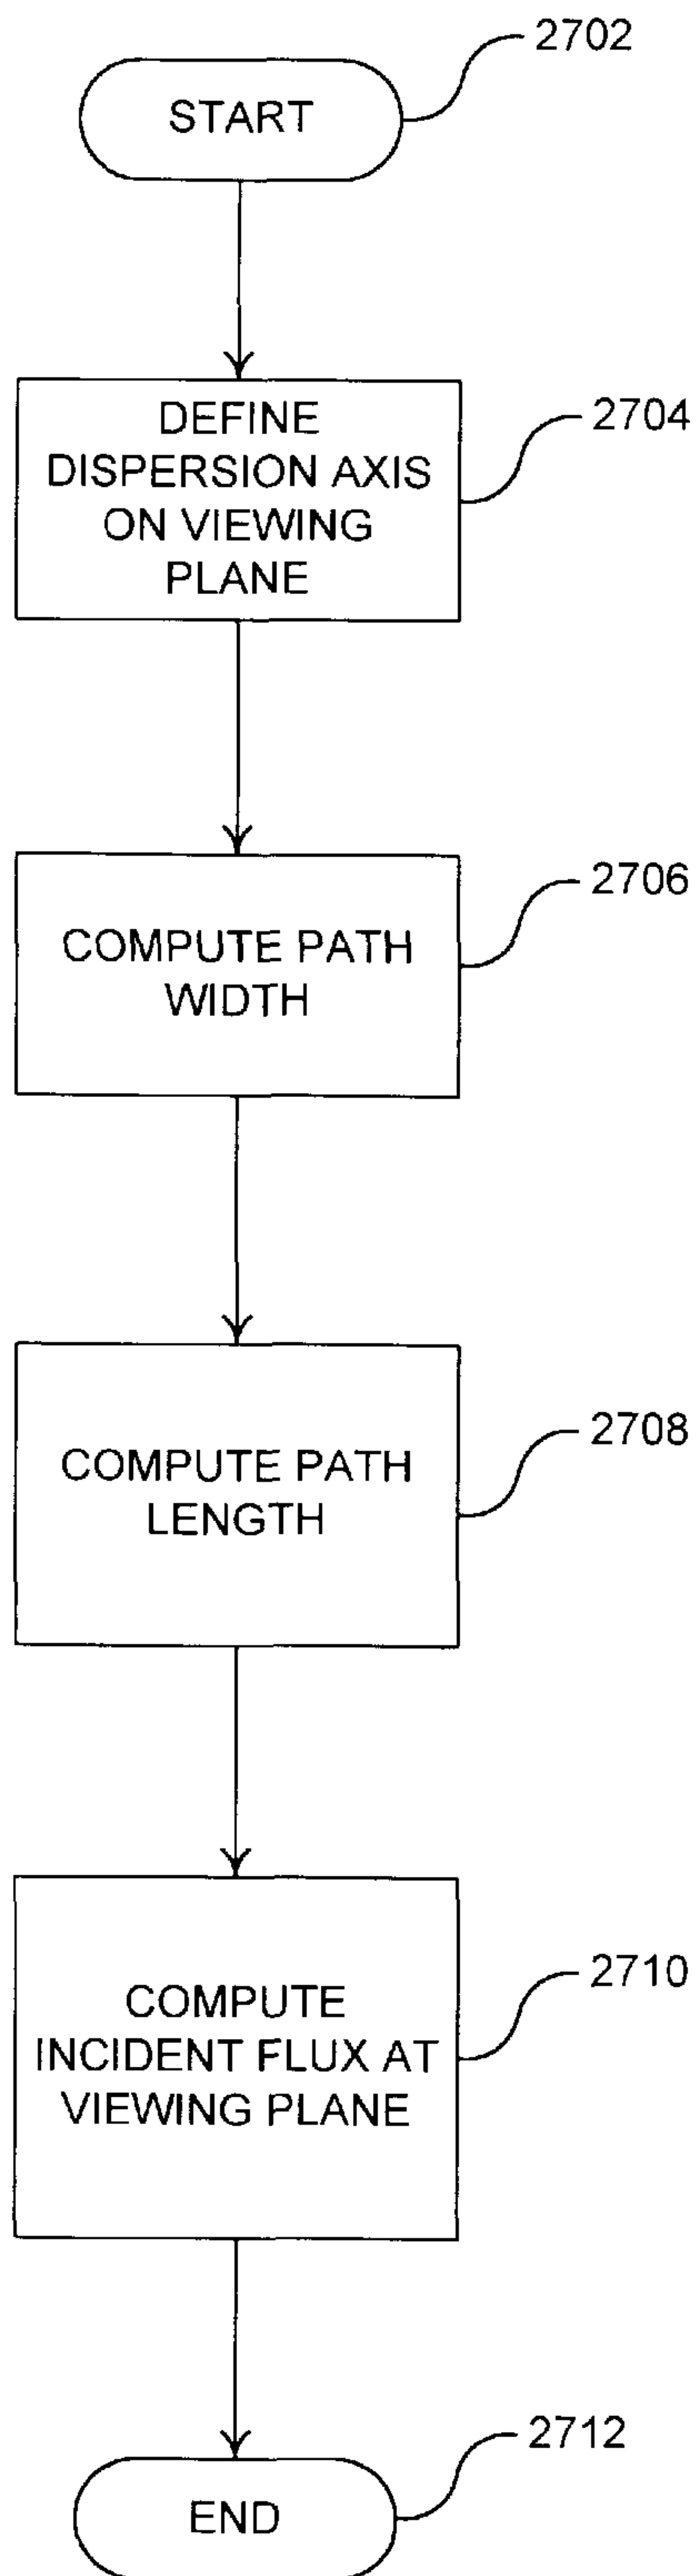 2702
START
2704
DEFINE
DISPERSION AXIS
ON VIEWING
PLANE
2706
COMPUTE PATH
WIDTH
2708
COMPUTE PATH
LENGTH
2710
COMPUTE
INCIDENT FLUX AT
VIEWING PLANE
2712
END